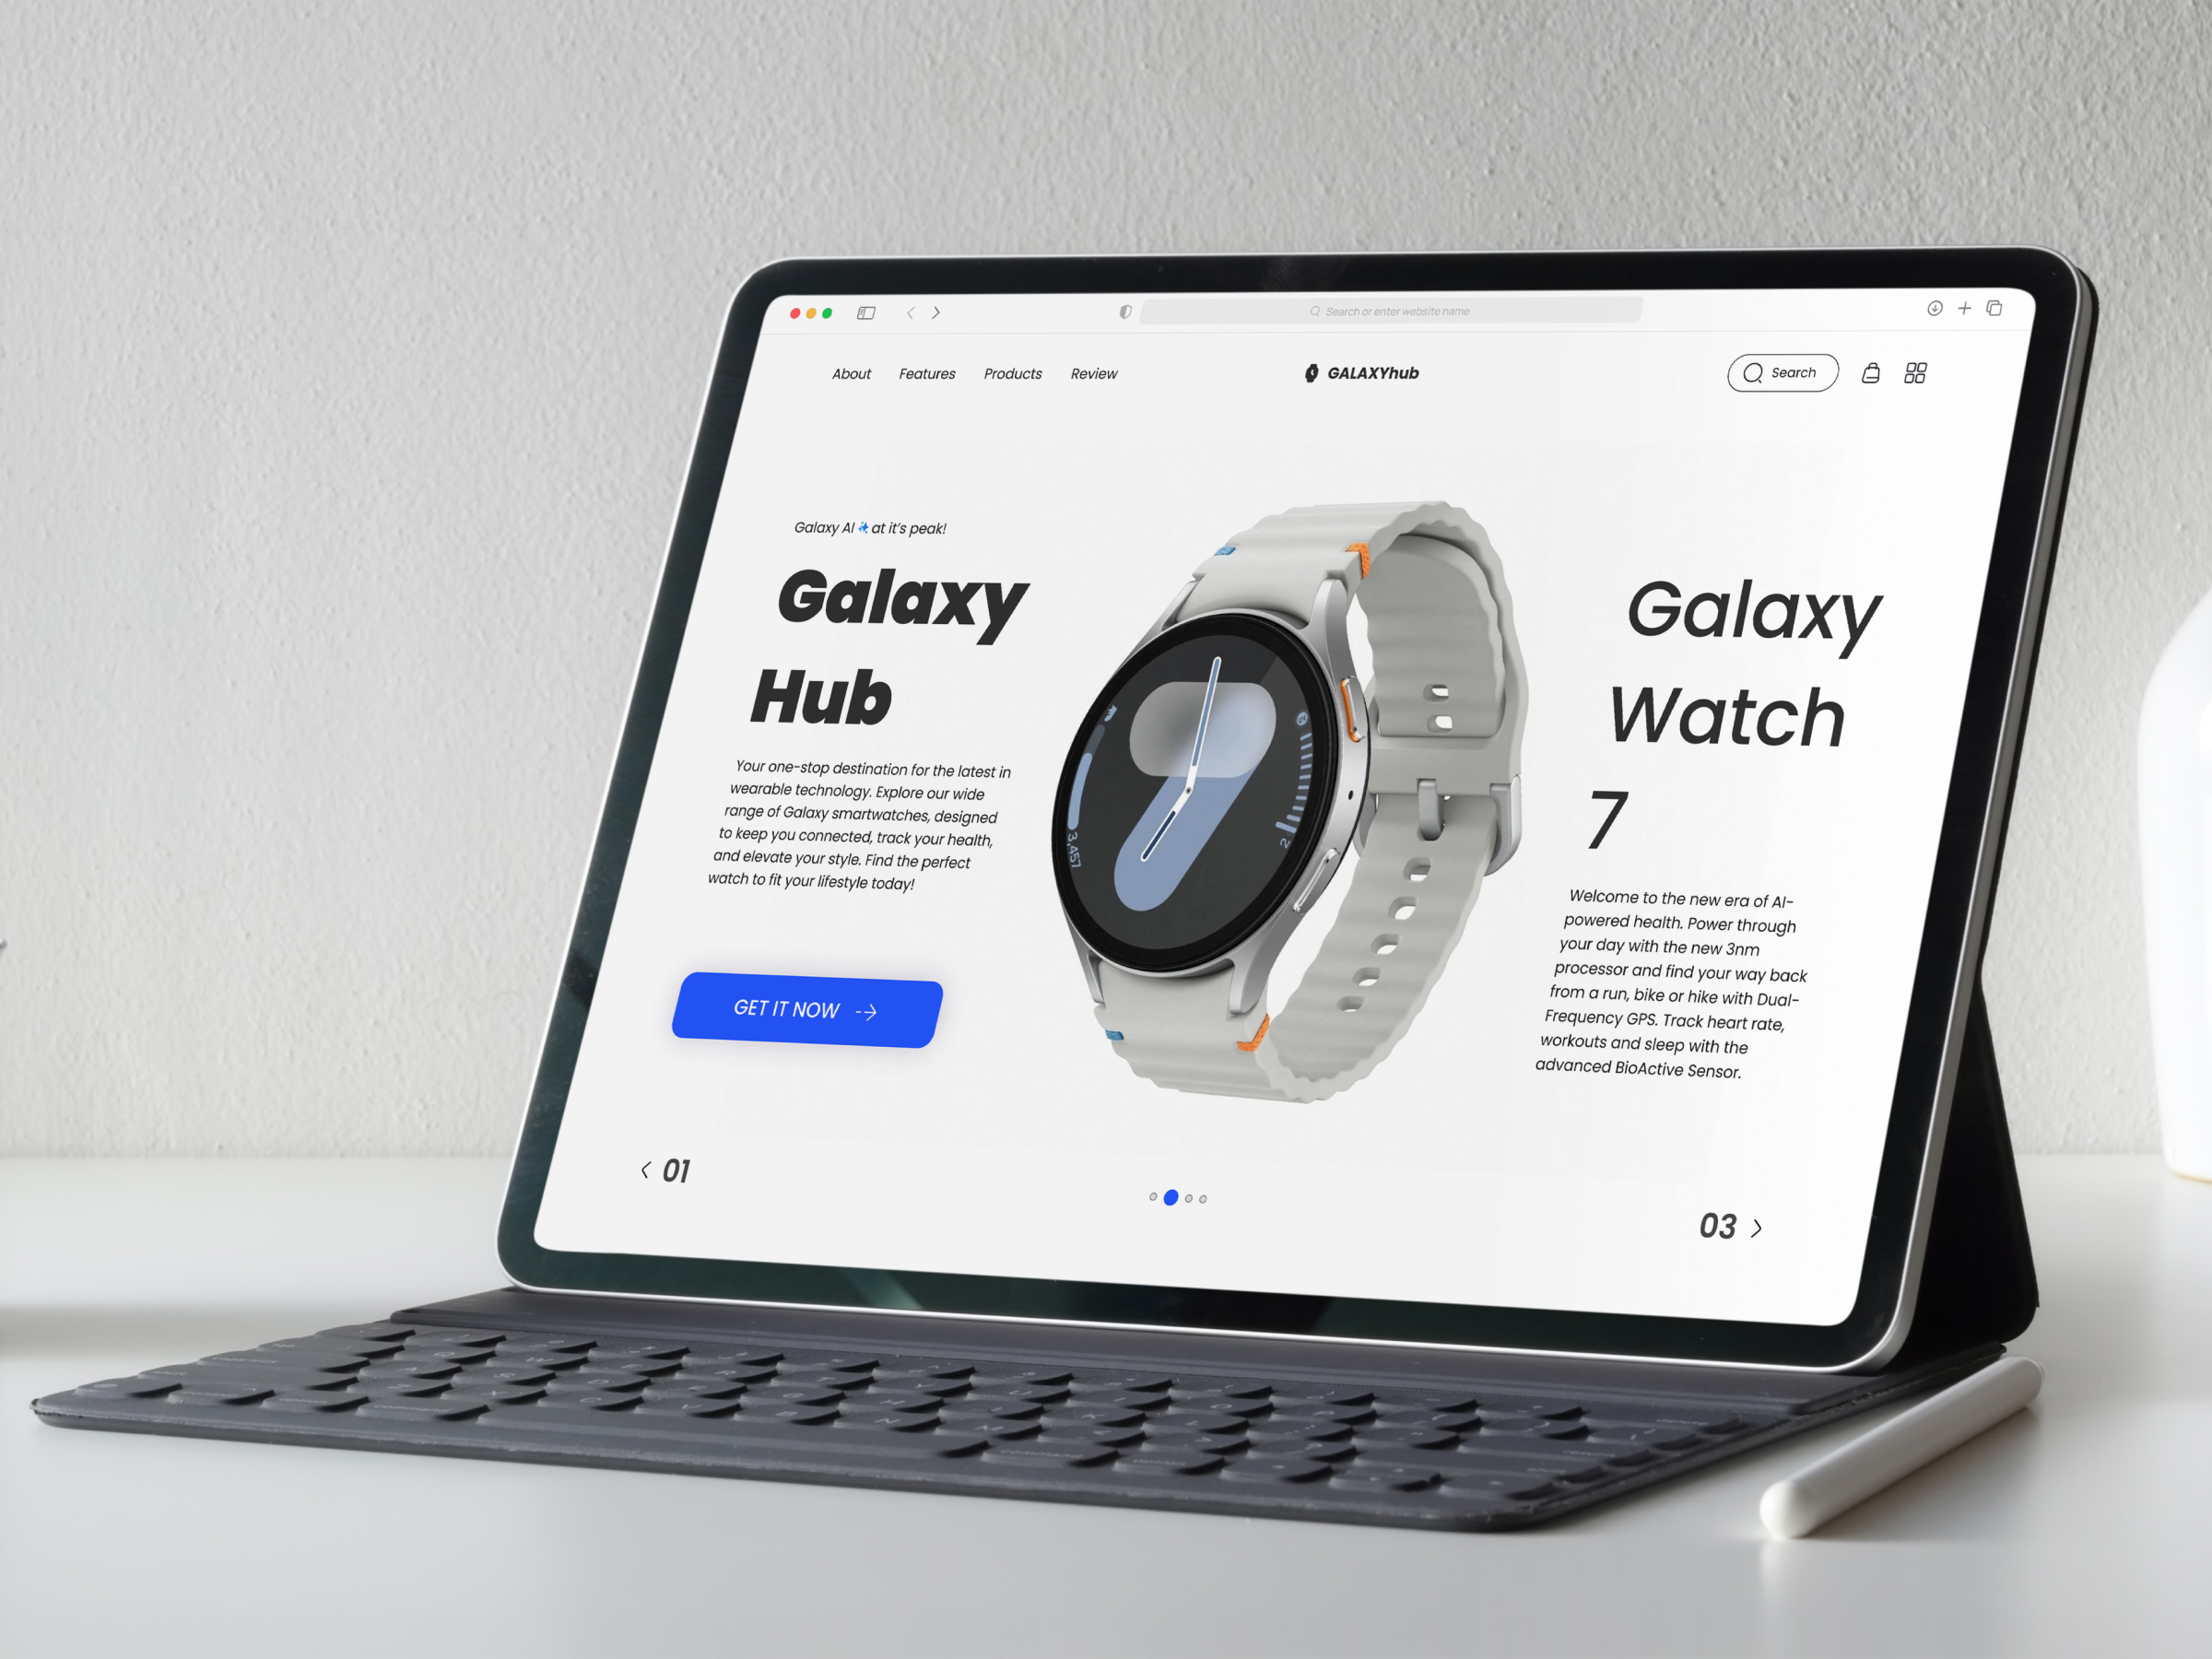 Search or enter website name
About Features Products Review
GALAXYhub
Search
Galaxy AI at it's peak!
Galaxy
Hub
Your one-stop destination for the latest in
wearable technology. Explore our wide
range of Galaxy smartwatches, designed
to keep you connected, track your health,
and elevate your style. Find the perfect
watch to fit your lifestyle today!
GET IT NOW
3,457
2
Galaxy
Watch
7
Welcome to the new era of AI-
powered health. Power through
your day with the new 3nm
processor and find your way back
from a run, bike or hike with Dual-
Frequency GPS. Track heart rate,
workouts and sleep with the
advanced BioActive Sensor.
01
03